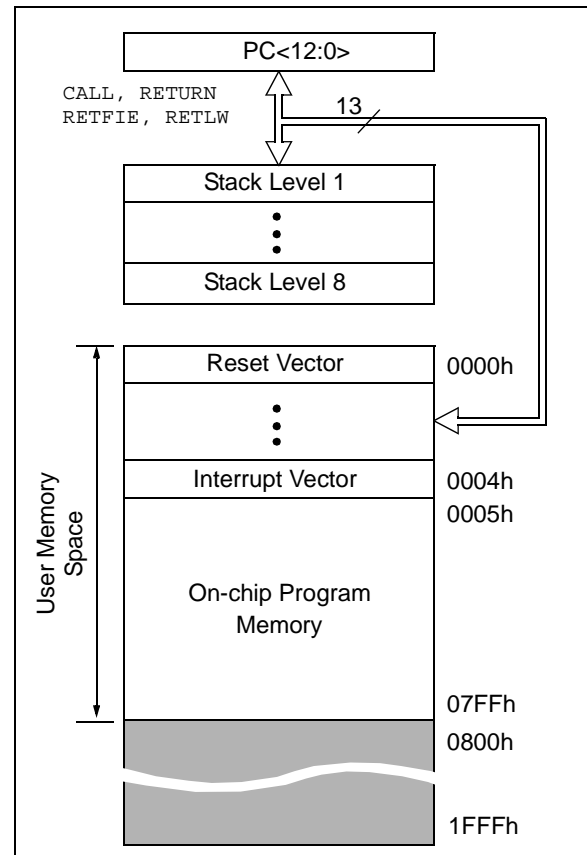 PC<12:0>
CALL, RETURN
RETFIE, RETLW
13
Stack Level 1
Stack Level 8
Reset Vector
0000h
Interrupt Vector
0004h
0005h
User Memory
Space
On-chip Program
Memory
07FFh
0800h
1FFFh